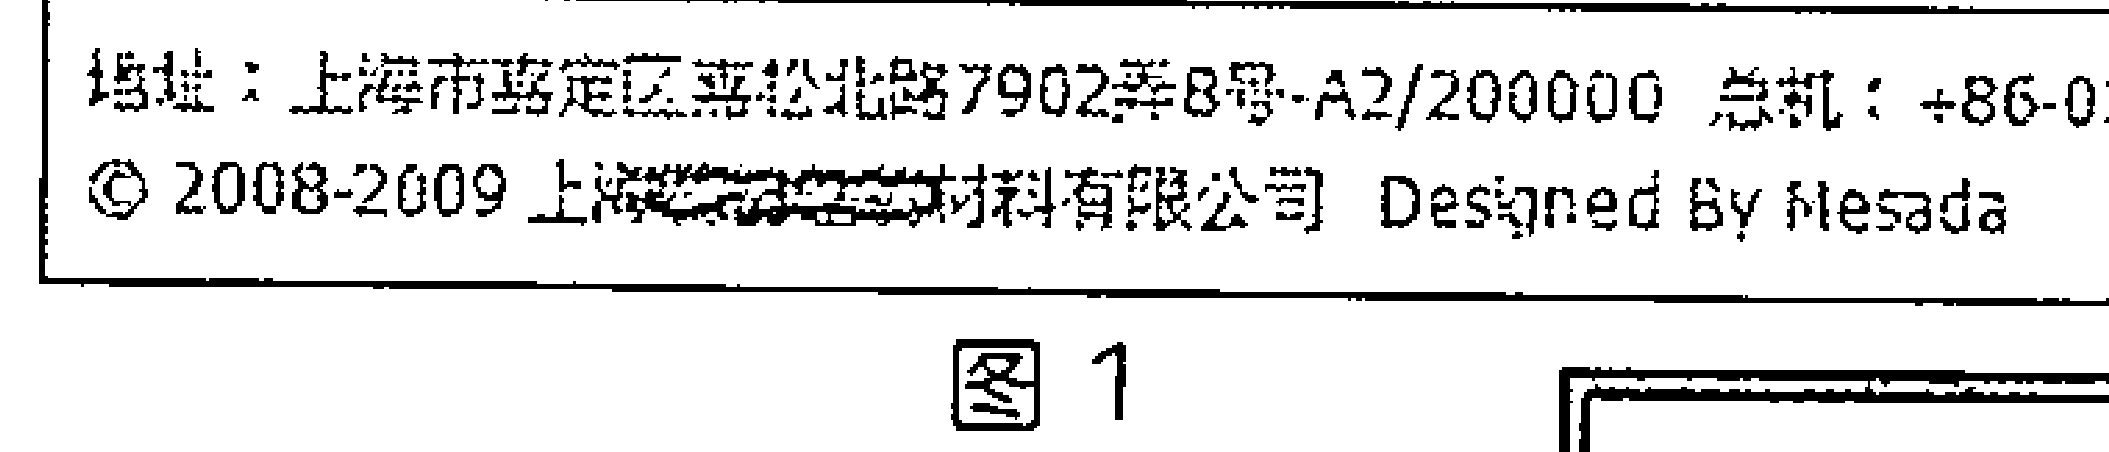 地址：上海市嘉定区嘉松北路7902弄8号-A2/200000 总机：+86-0
© 2008-2009 上海 材料有限公司 Designed By Mesada
图 1